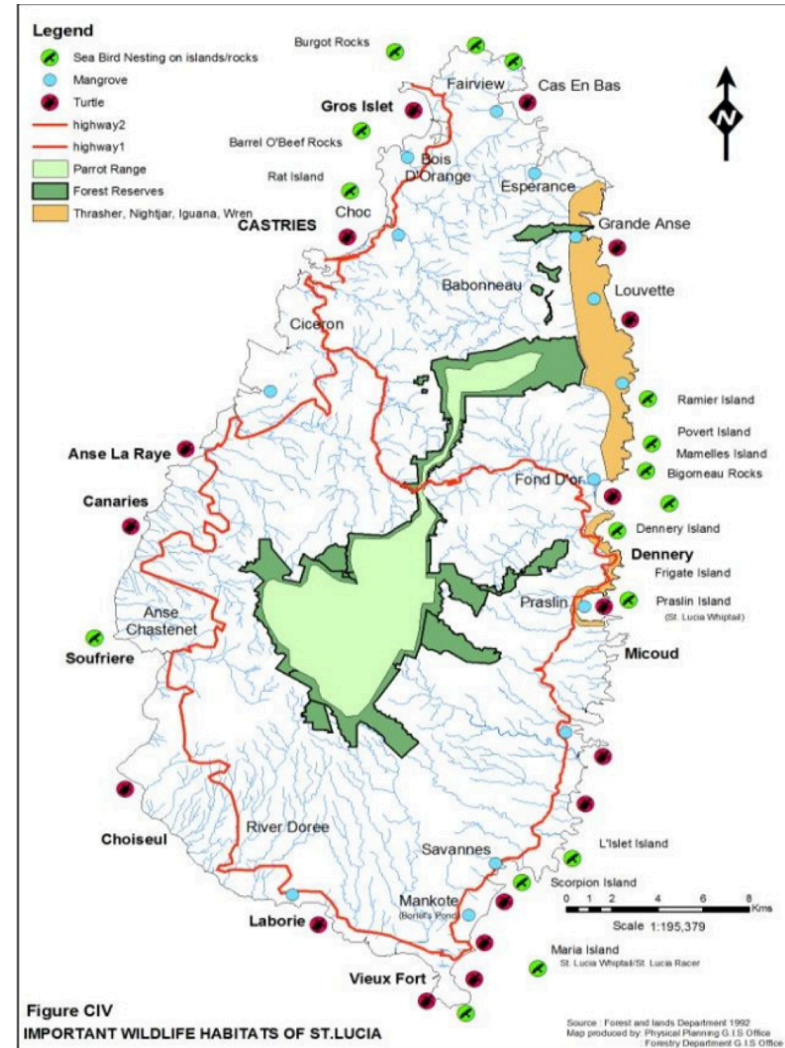 Legend
Sea Bird Nesting on islands/rocks
Mangrove
Turtle
highway2
highway1
Parrot Range
Forest Reserves
Thrasher, Nightjar, Iguana, Wren
Burgot Rocks
Fairview
Cas En Bas
N
Gros Islet
Barrel O'Beef Rocks
Bois
D'Orange
Rat Island
Esperance
Choc
CASTRIES
Grande Anse
Babonneau
Louvette
Ciceron
Ramier Island
Povert Island
Mamelles Island
Anse La Raye
Fond D'or
Bigorneau Rocks
Canaries
Dennery Island
Dennery
Frigate Island
Praslin
Praslin Island
(St. Lucia Whiptail)
Anse
Chastenet
Soufriere
Micoud
Choiseul
River Doree
L'Islet Island
Savannes
Scorpion Island
Mankote
0 1 2 4 6 8
Kms
Scale 1:195,379
Laborie
Maria Island
St. Lucia Whiptail/St. Lucia Racer
Vieux Fort
Figure CIV
IMPORTANT WILDLIFE HABITATS OF ST.LUCIA
Source : Forest and lands Department 1992
Map produced by: Physical Planning G.I.S Office
: Forestry Department G.I.S Office